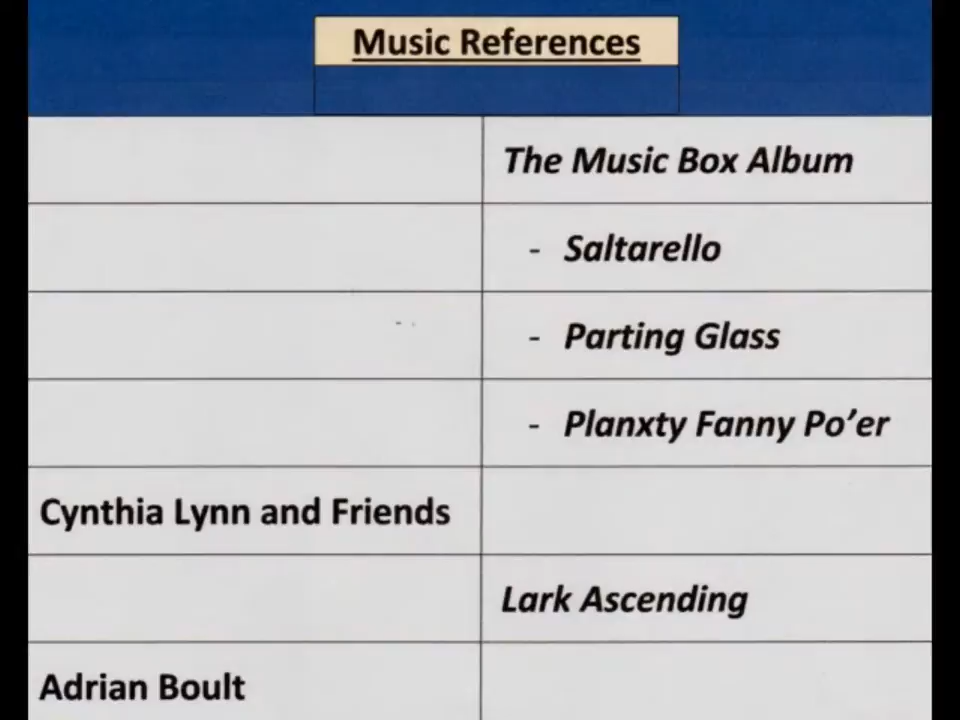 Music References
The Music Box Album
- Saltarello
- Parting Glass
- Planxty Fanny Po’er
Cynthia Lynn and Friends
Lark Ascending
Adrian Boult